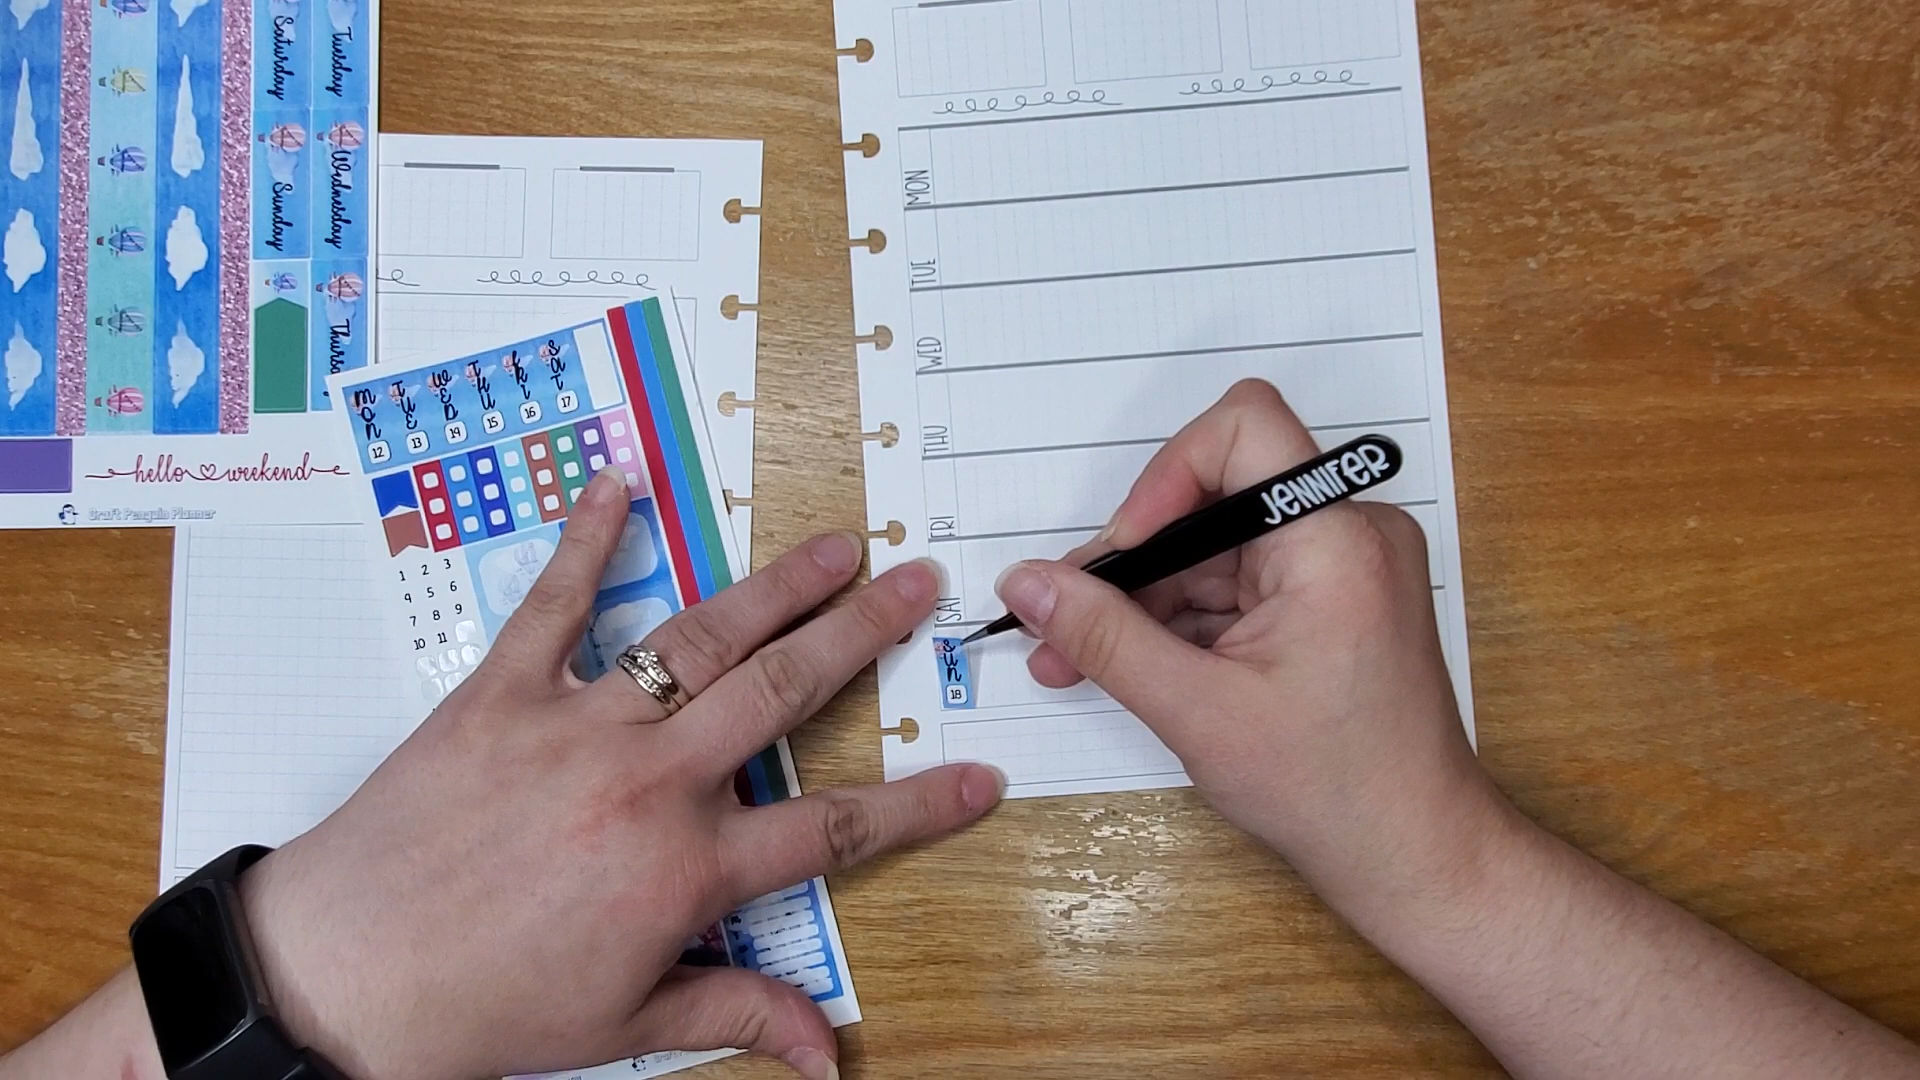 Saturday
Tuesday
Sunday
Wednesday
Thurs
hello weekend
Craft Penguin Planner
MON
TUE
WED
THU
FRI
SAT
12
13
14
15
16
17
1 2 3
4 5 6
7 8 9
10 11
MON
TUE
WED
THU
FRI
SAT
SUN
18
JENNIFER